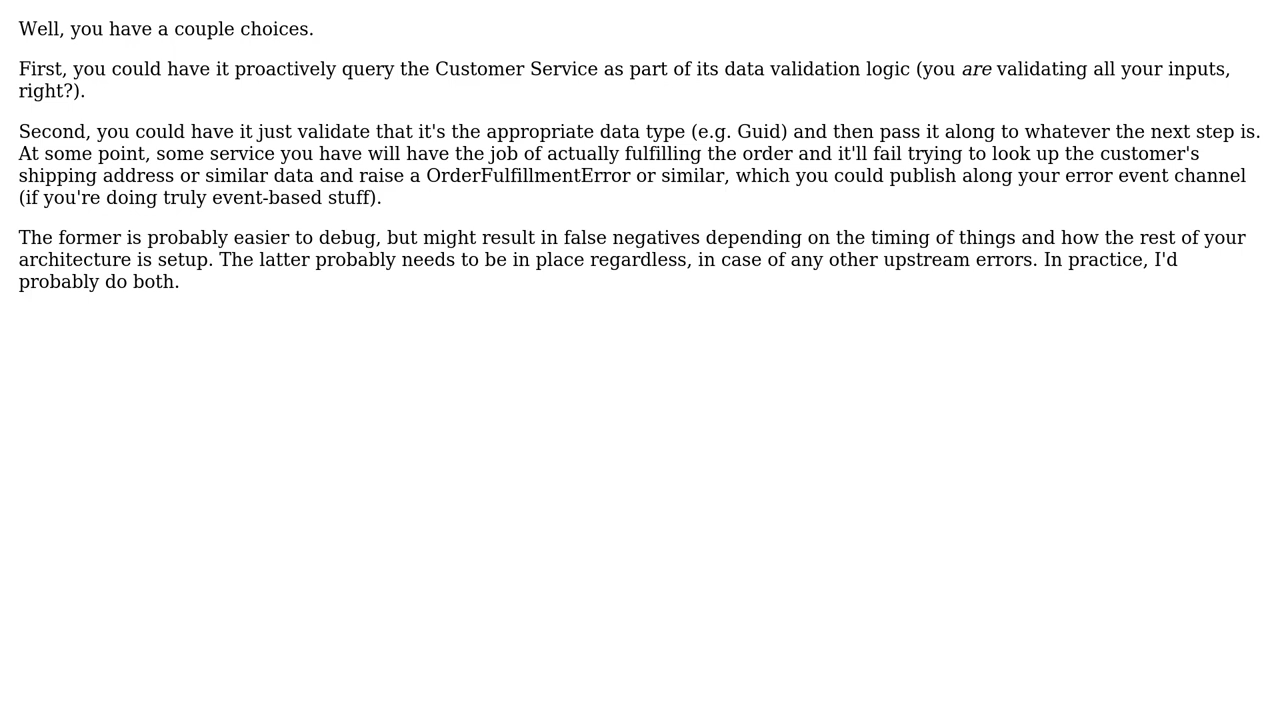 Well, you have a couple choices.
First, you could have it proactively query the Customer Service as part of its data validation logic (you are validating all your inputs,
right?).
Second, you could have it just validate that it's the appropriate data type (e.g. Guid) and then pass it along to whatever the next step is.
At some point, some service you have will have the job of actually fulfilling the order and it'll fail trying to look up the customer's
shipping address or similar data and raise a OrderFulfillmentError or similar, which you could publish along your error event channel
(if you're doing truly event-based stuff).
The former is probably easier to debug, but might result in false negatives depending on the timing of things and how the rest of your
architecture is setup. The latter probably needs to be in place regardless, in case of any other upstream errors. In practice, I'd
probably do both.